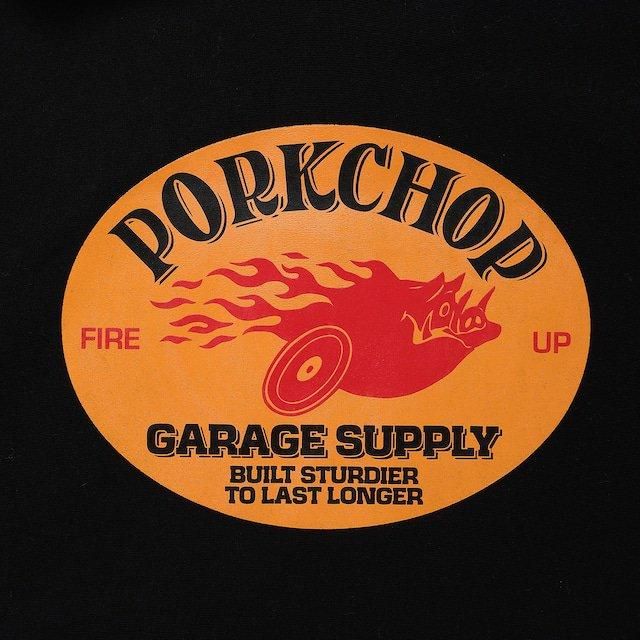 PORKCHOP
FIRE UP
GARAGE SUPPLY
BUILT STURDIER
TO LAST LONGER